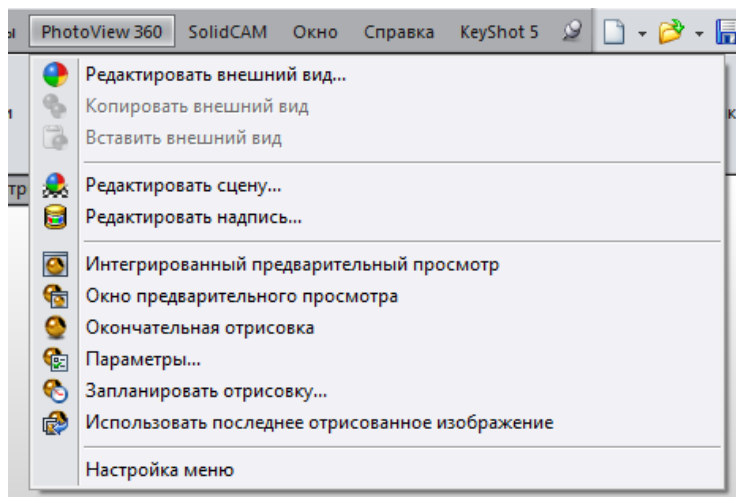 PhotoView 360 SolidCAM Окно Справка KeyShot 5
Редактировать внешний вид...
Копировать внешний вид
Вставить внешний вид
Редактировать сцену...
Редактировать надпись...
Интегрированный предварительный просмотр
Окно предварительного просмотра
Окончательная отрисовка
Параметры...
Запланировать отрисовку...
Использовать последнее отрисованное изображение
Настройка меню